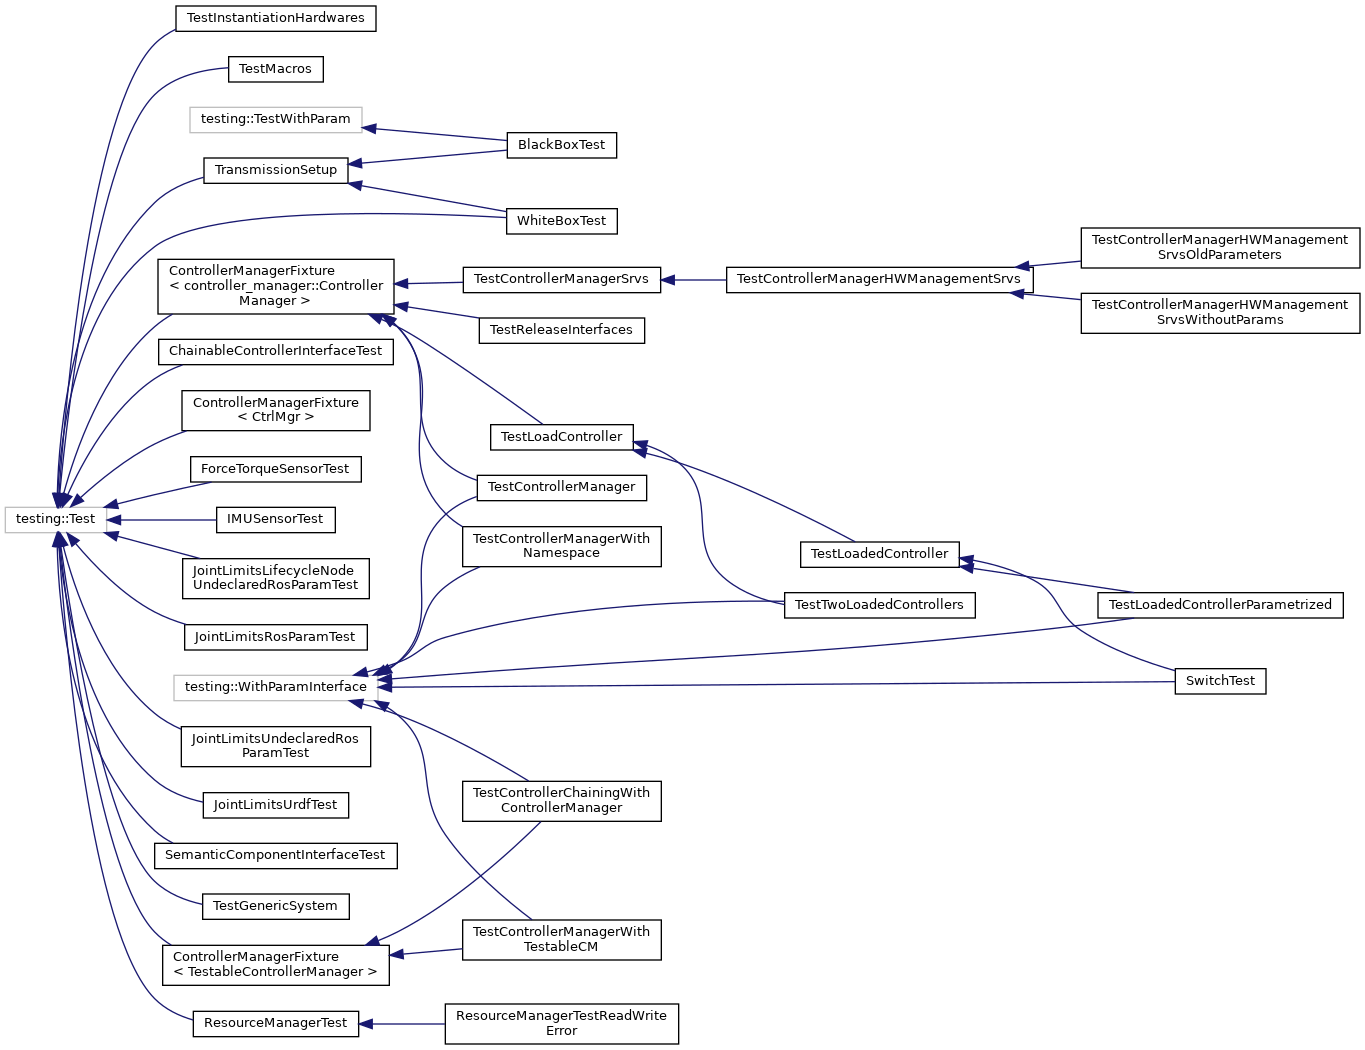 TestInstantiationHardwares
TestMacros
testing::TestWithParam
BlackBoxTest
TransmissionSetup
WhiteBoxTest
ControllerManagerFixture
< controller_manager::Controller
Manager >
TestControllerManagerSrvs
TestControllerManagerHWManagementSrvs
TestControllerManagerHWManagement
SrvsOldParameters
TestControllerManagerHWManagement
SrvsWithoutParams
TestReleaseInterfaces
ChainableControllerInterfaceTest
ControllerManagerFixture
< CtrlMgr >
TestLoadController
ForceTorqueSensorTest
TestControllerManager
testing::Test
IMUSensorTest
TestControllerManagerWith
Namespace
TestLoadedController
JointLimitsLifecycleNode
UndeclaredRosParamTest
TestTwoLoadedControllers
TestLoadedControllerParametrized
JointLimitsRosParamTest
testing::WithParamInterface
SwitchTest
JointLimitsUndeclaredRos
ParamTest
JointLimitsUrdfTest
TestControllerChainingWith
ControllerManager
SemanticComponentInterfaceTest
TestGenericSystem
TestControllerManagerWith
TestableCM
ControllerManagerFixture
< TestableControllerManager >
ResourceManagerTest
ResourceManagerTestReadWrite
Error